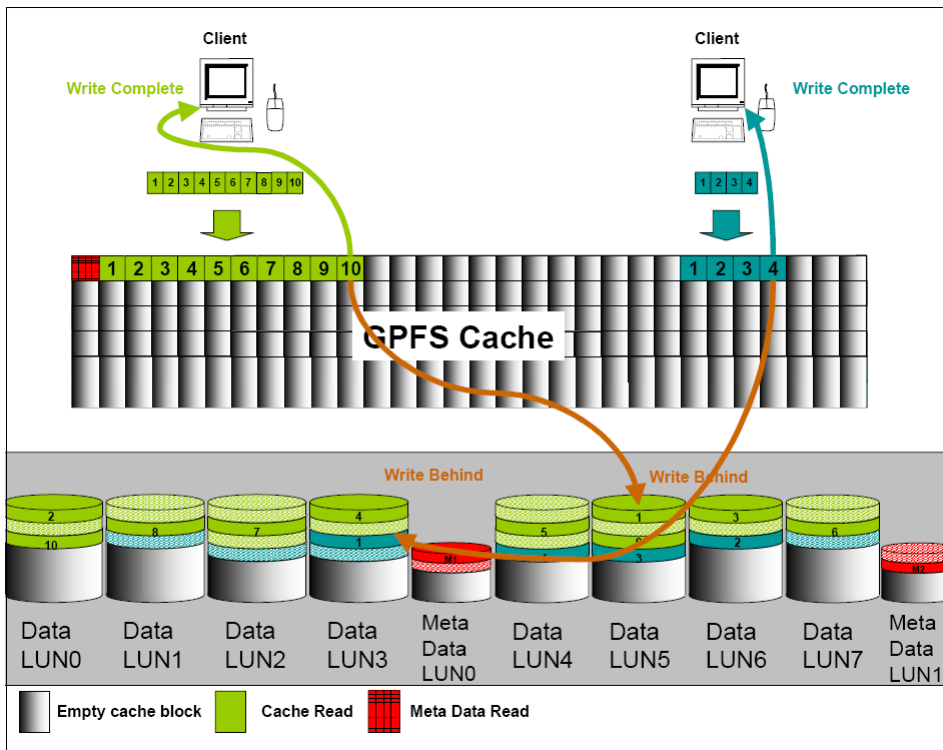 Client
Client
Write Complete
Write Complete
1 2 3 4 5 6 7 8 9 10
1 2 3 4
1 2 3 4 5 6 7 8 9 10
1 2 3 4
GPFS Cache
Write Behind
Write Behind
2
10
8
7
4
1
M1
5
1
3
3
2
6
M2
Data LUN0
Data LUN1
Data LUN2
Data LUN3
Meta Data LUN0
Data LUN4
Data LUN5
Data LUN6
Data LUN7
Meta Data LUN1
Empty cache block
Cache Read
Meta Data Read